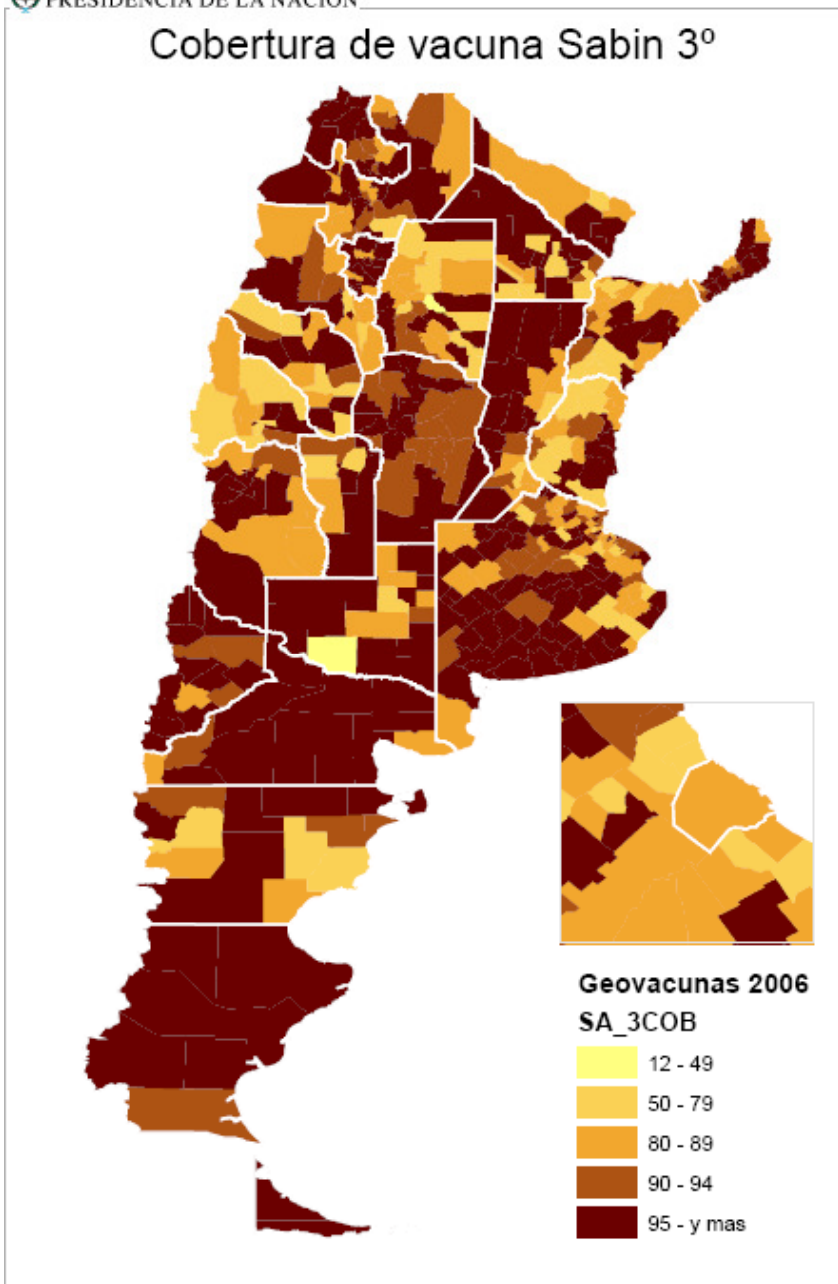 PRESIDENCIA DE LA NACIÓN
Cobertura de vacuna Sabin 3º
Geovacunas 2006
SA_3COB
12 - 49
50 - 79
80 - 89
90 - 94
95 - y mas